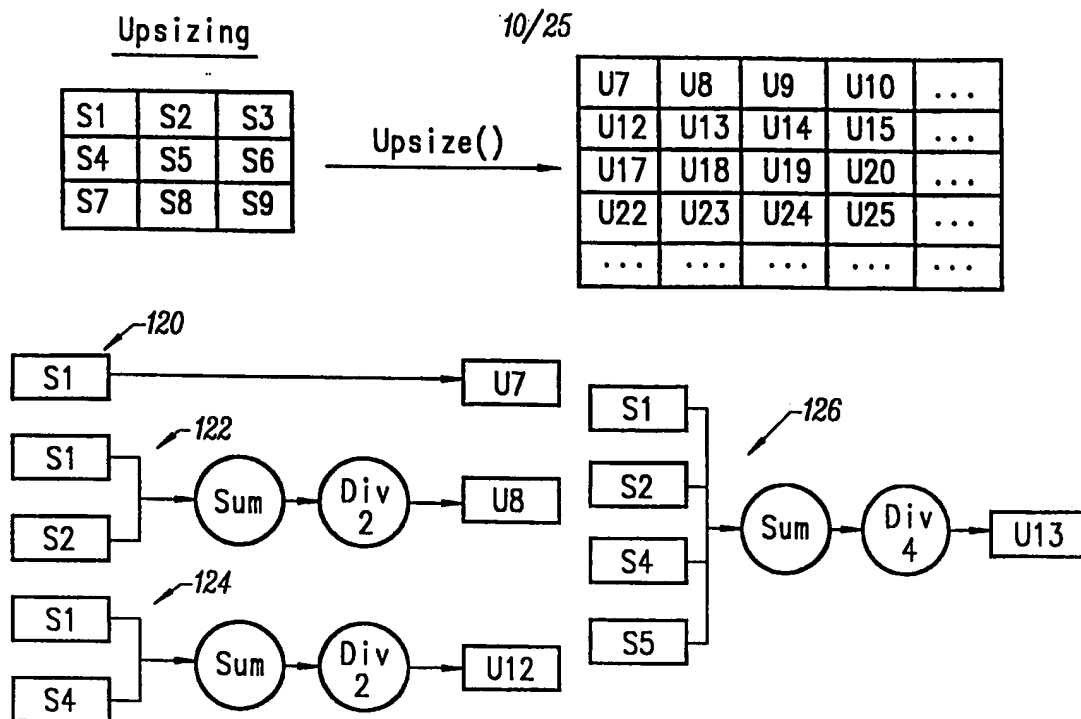 Upsizing
10/25
S1 S2 S3
S4 S5 S6
S7 S8 S9
Upsize()
U7 U8 U9 U10 ...
U12 U13 U14 U15 ...
U17 U18 U19 U20 ...
U22 U23 U24 U25 ...
... ... ... ... ...
120
S1 U7
122
S1
S2
Sum
Div 2
U8
124
S1
S4
Sum
Div 2
U12
126
S1
S2
S4
S5
Sum
Div 4
U13